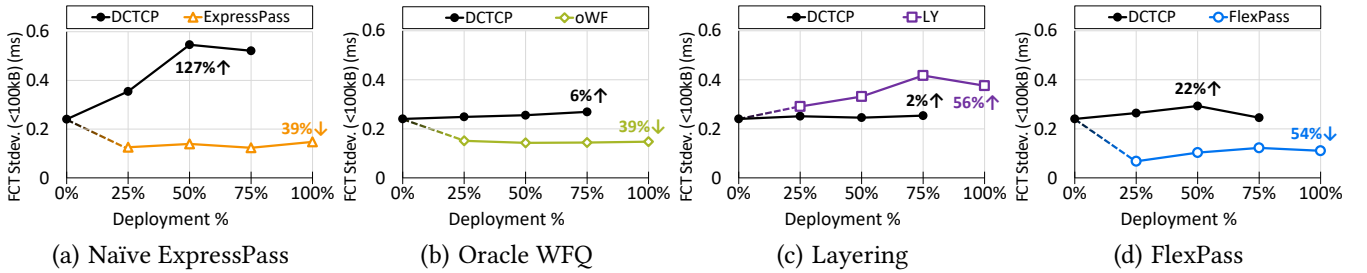 DCTCP ExpressPass
FCT Stdev. (<100kB) (ms)
0.6
0.4
0.2
0
127%↑
39%↓
0% 25% 50% 75% 100%
Deployment %
(a) Naïve ExpressPass
DCTCP oWF
FCT Stdev. (<100kB) (ms)
0.6
0.4
0.2
0
6%↑
39%↓
0% 25% 50% 75% 100%
Deployment %
(b) Oracle WFQ
DCTCP LY
FCT Stdev. (<100kB) (ms)
0.6
0.4
0.2
0
2%↑
56%↑
0% 25% 50% 75% 100%
Deployment %
(c) Layering
DCTCP FlexPass
FCT Stdev. (<100kB) (ms)
0.6
0.4
0.2
0
22%↑
54%↓
0% 25% 50% 75% 100%
Deployment %
(d) FlexPass